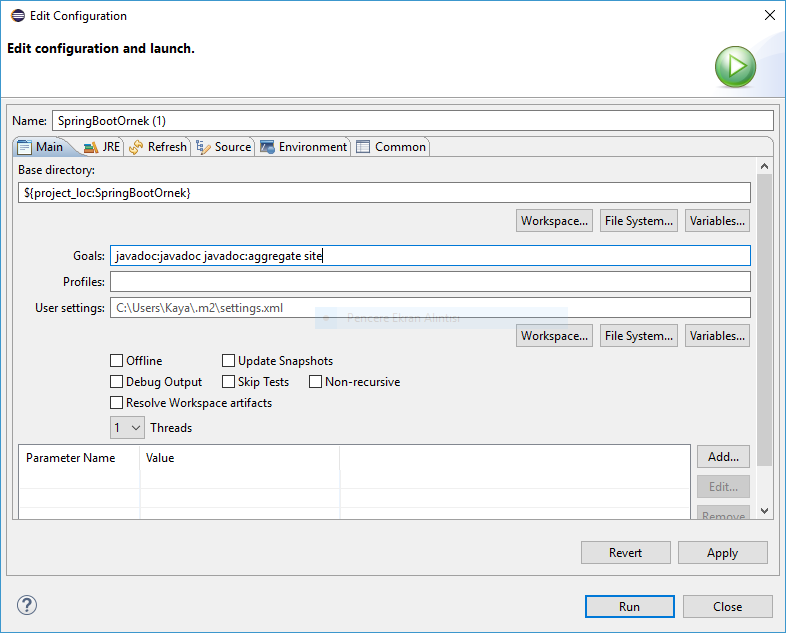 Edit Configuration
Edit configuration and launch.
Name: SpringBootOrnek (1)
Main JRE Refresh Source Environment Common
Base directory:
${project_loc:SpringBootOrnek}
Workspace... File System... Variables...
Goals: javadoc:javadoc javadoc:aggregate site
Profiles:
User settings: C:\Users\Kaya\.m2\settings.xml
Pencere Ekran Alıntısı
Workspace... File System... Variables...
Offline Update Snapshots
Debug Output Skip Tests Non-recursive
Resolve Workspace artifacts
1 Threads
Parameter Name Value Add...
Edit...
Remove
Revert Apply
? Run Close